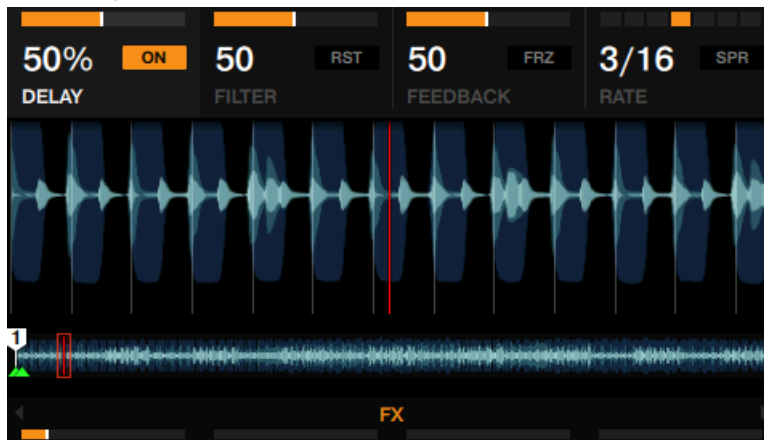 50% ON 50 RST 50 FRZ 3/16 SPR
DELAY FILTER FEEDBACK RATE
1
FX